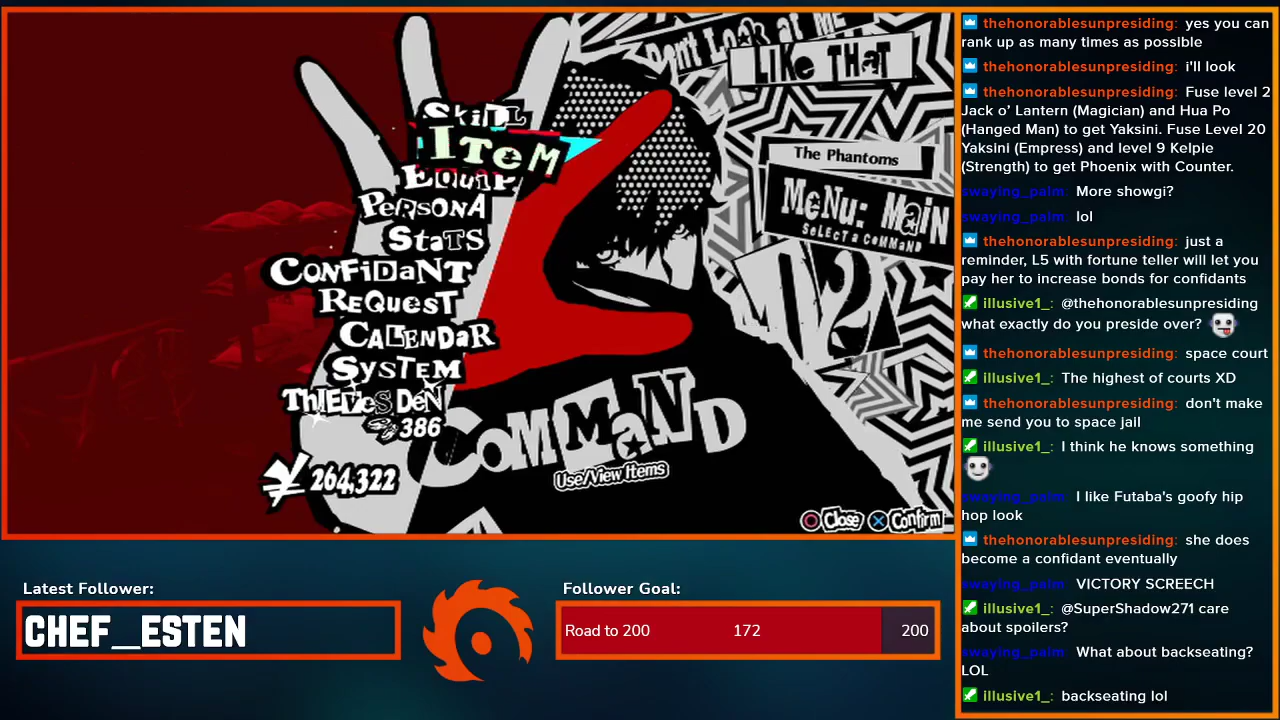 Don't Look at ME
LIKE THAT
The Phantoms
MeNu: Main
SeLeCT a CoMMaND
SkiLL
ITeM
EquiP
PeRSONA
StaTS
CoNFiDaNT
ReQuesT
CaLeNDaR
SYSTeM
THIEVeS DeN
386
¥ 264,322
CoMMaND
Use/View Items
Close Confirm
thehonorablesunpresiding: yes you can
rank up as many times as possible
thehonorablesunpresiding: i'll look
thehonorablesunpresiding: Fuse level 2
Jack o’ Lantern (Magician) and Hua Po
(Hanged Man) to get Yaksini. Fuse Level 20
Yaksini (Empress) and level 9 Kelpie
(Strength) to get Phoenix with Counter.
swaying_palm: More showgi?
swaying_palm: lol
thehonorablesunpresiding: just a
reminder, L5 with fortune teller will let you
pay her to increase bonds for confidants
illusive1_: @thehonorablesunpresiding
what exactly do you preside over?
thehonorablesunpresiding: space court
illusive1_: The highest of courts XD
thehonorablesunpresiding: don’t make
me send you to space jail
illusive1_: I think he knows something
swaying_palm: I like Futaba's goofy hip
hop look
thehonorablesunpresiding: she does
become a confidant eventually
swaying_palm: VICTORY SCREECH
illusive1_: @SuperShadow271 care
about spoilers?
swaying_palm: What about backseating?
LOL
illusive1_: backseating lol
Latest Follower:
CHEF_ESTEN
Follower Goal:
Road to 200 172 200